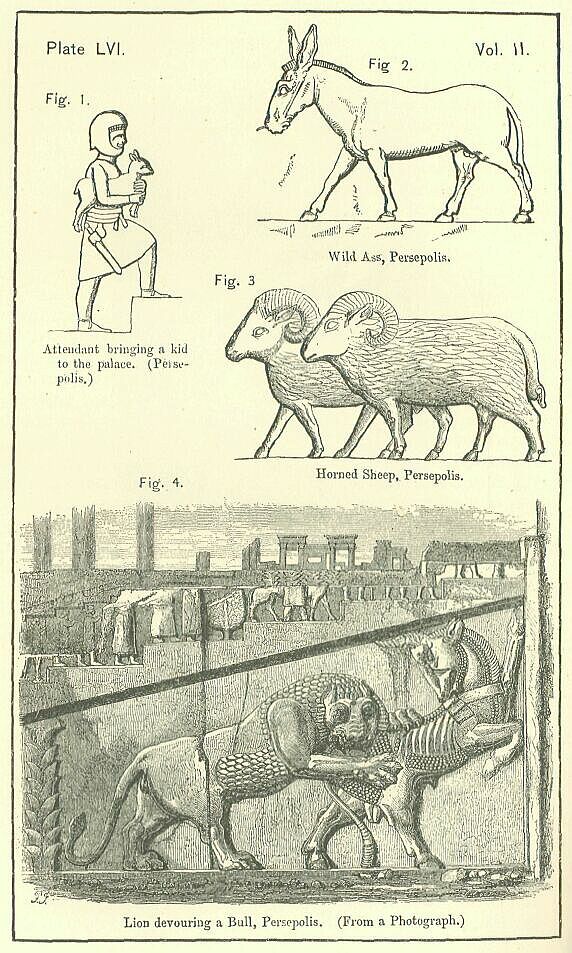 Plate LVI.
Vol. II.
Fig. 1.
Fig 2.
Wild Ass, Persepolis.
Fig. 3
Attendant bringing a kid
to the palace. (Perse-
polis.)
Horned Sheep, Persepolis.
Fig. 4.
Lion devouring a Bull, Persepolis. (From a Photograph.)